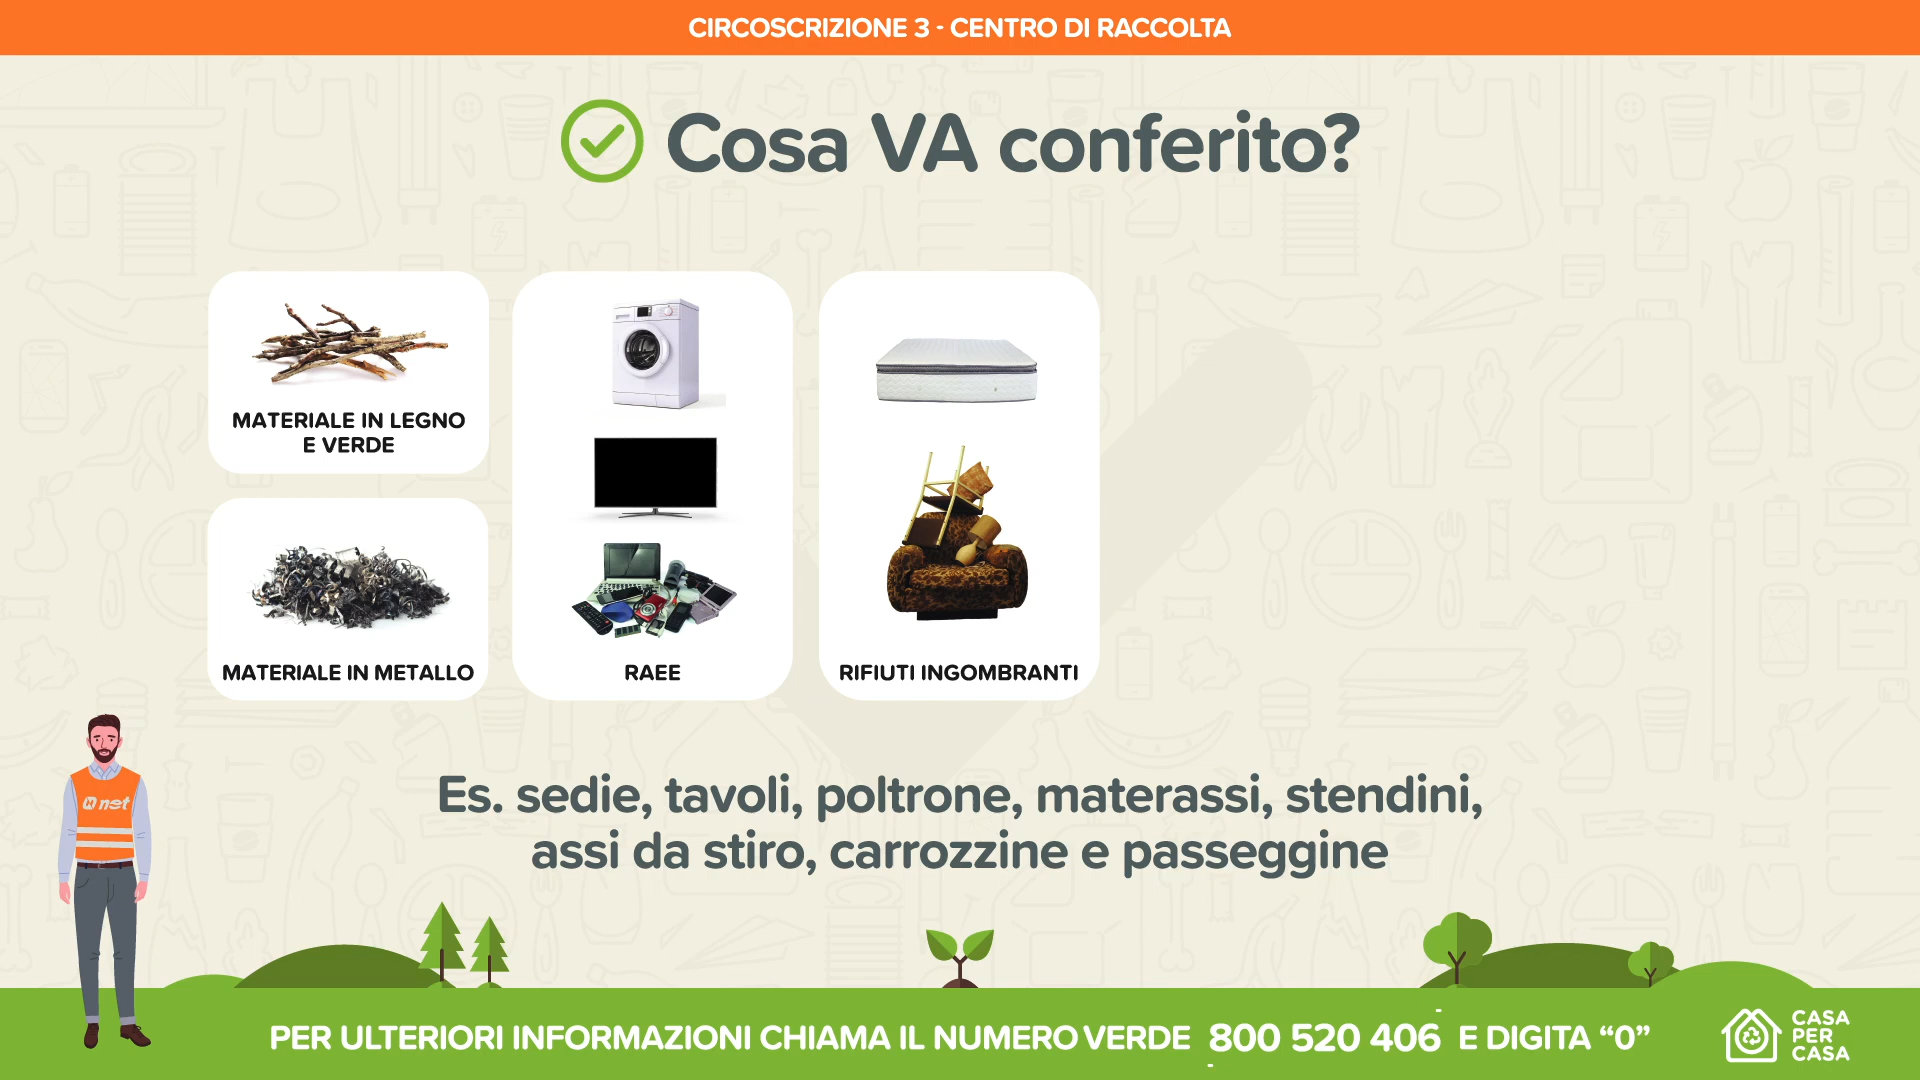 CIRCOSCRIZIONE 3 - CENTRO DI RACCOLTA
Cosa VA conferito?
MATERIALE IN LEGNO
E VERDE
MATERIALE IN METALLO
RAEE
RIFIUTI INGOMBRANTI
Es. sedie, tavoli, poltrone, materassi, stendini,
assi da stiro, carrozzine e passeggine
net
PER ULTERIORI INFORMAZIONI CHIAMA IL NUMERO VERDE 800 520 406 E DIGITA “0”
CASA
PER
CASA